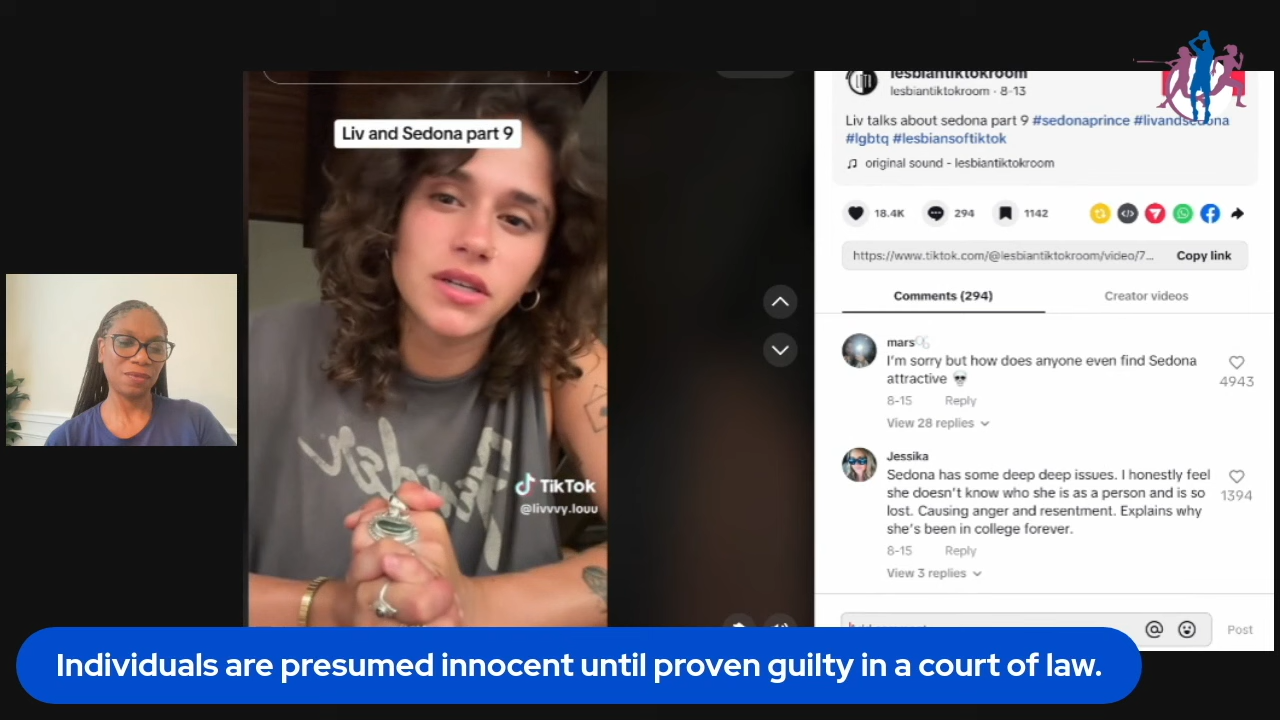 Liv and Sedona part 9
TikTok
@livvvy.louu
lesbiantiktokroom
lesbiantiktokroom · 8-13
Liv talks about sedona part 9 #sedonaprince #livandsedona
#lgbtq #lesbiansoftiktok
original sound - lesbiantiktokroom
18.4K
294
1142
https://www.tiktok.com/@lesbiantiktokroom/video/7...
Copy link
Comments (294)
Creator videos
mars
I'm sorry but how does anyone even find Sedona
attractive 💀
4943
8-15 Reply
View 28 replies
Jessika
Sedona has some deep deep issues. I honestly feel
she doesn't know who she is as a person and is so
lost. Causing anger and resentment. Explains why
she's been in college forever.
1394
8-15 Reply
View 3 replies
@
Post
Individuals are presumed innocent until proven guilty in a court of law.